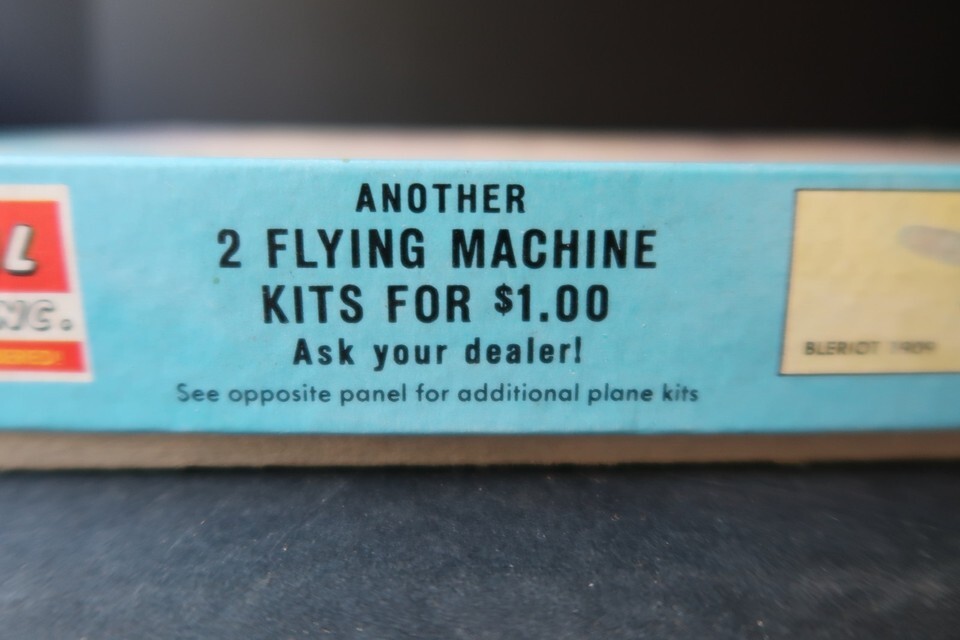 ANOTHER
2 FLYING MACHINE
KITS FOR $1.00
Ask your dealer!
See opposite panel for additional plane kits
L
BLERIOT 1909